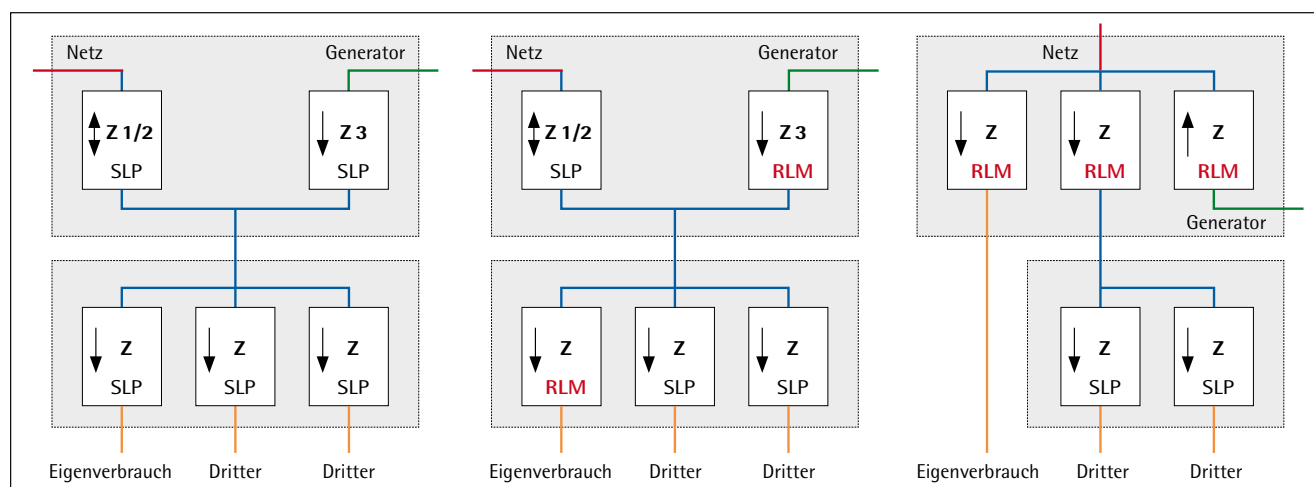 Netz
Generator
Z 1/2
SLP
Z 3
SLP
Z
SLP
Z
SLP
Z
SLP
Eigenverbrauch
Dritter
Dritter
Netz
Generator
Z 1/2
SLP
Z 3
RLM
Z
RLM
Z
SLP
Z
SLP
Eigenverbrauch
Dritter
Dritter
Netz
Z
RLM
Z
RLM
Z
RLM
Generator
Z
SLP
Z
SLP
Eigenverbrauch
Dritter
Dritter